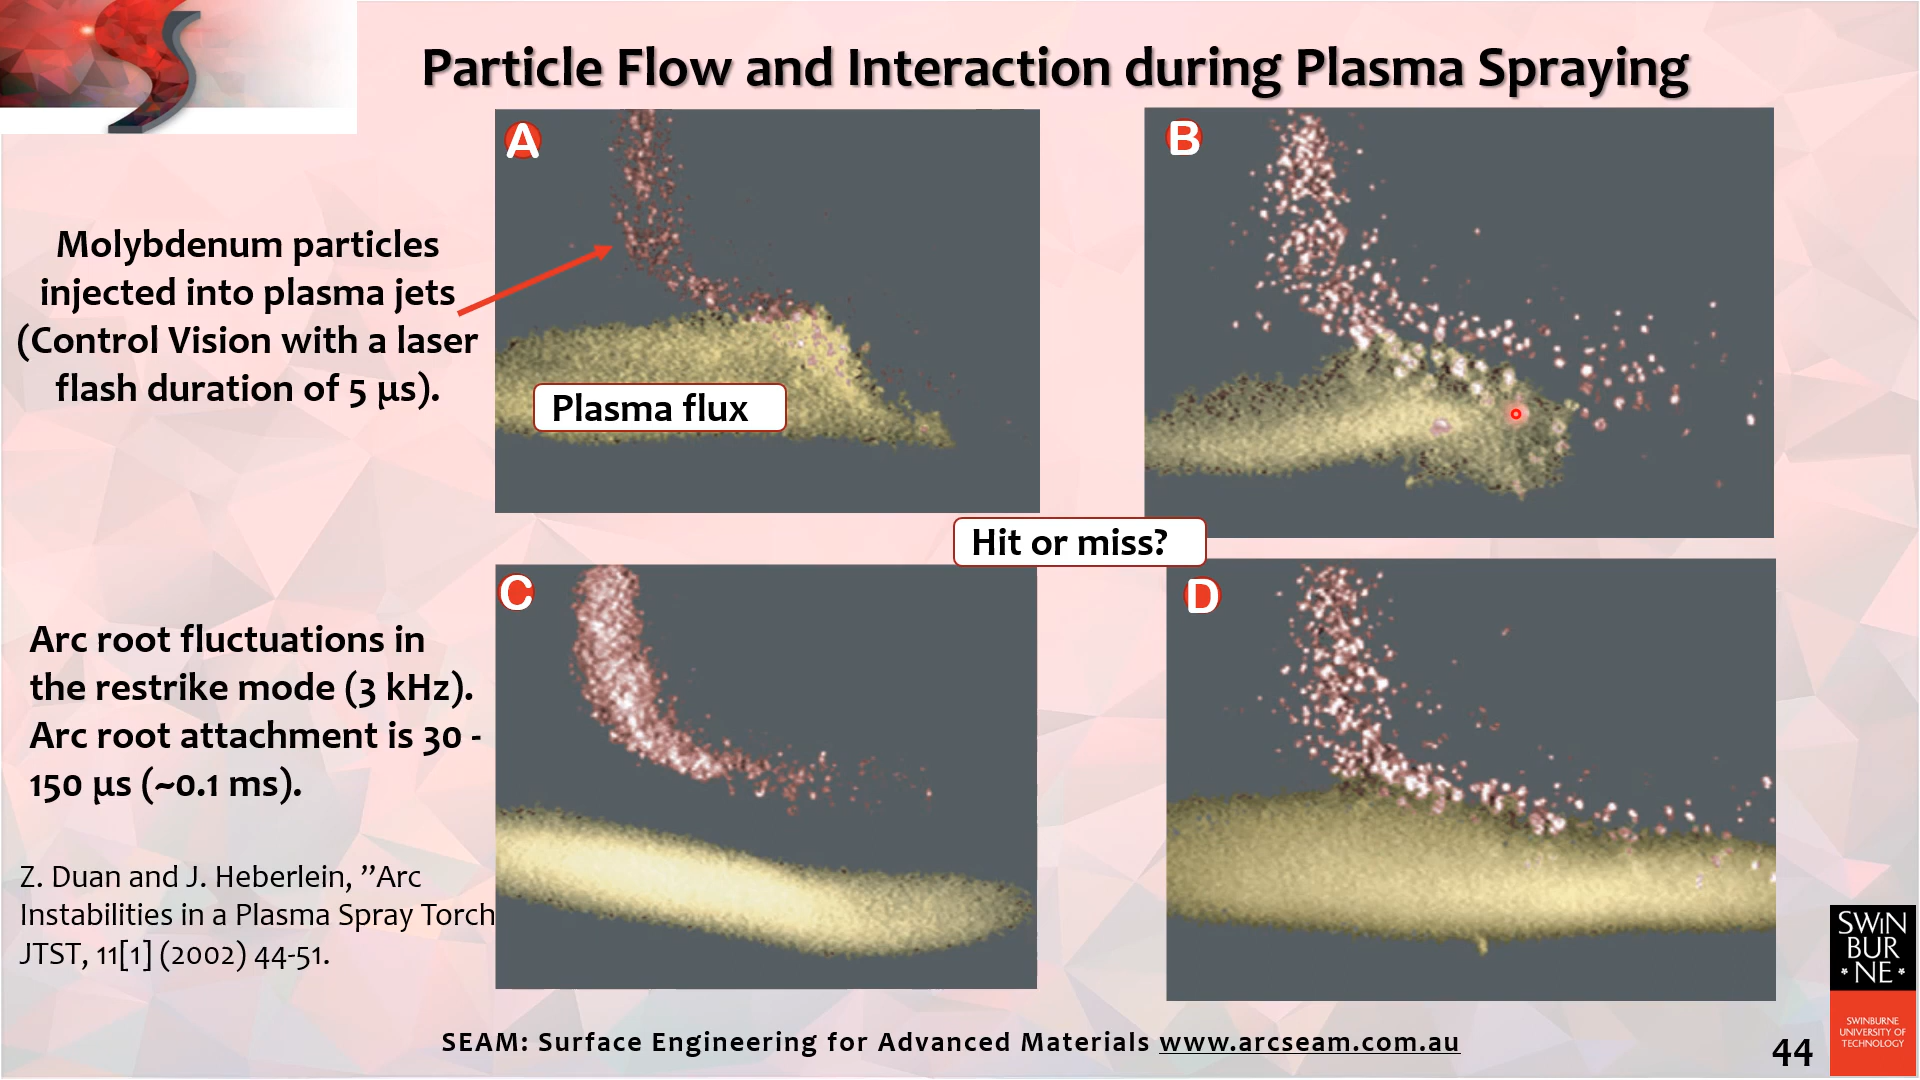 Particle Flow and Interaction during Plasma Spraying
A
B
Molybdenum particles
injected into plasma jets
(Control Vision with a laser
flash duration of 5 µs).
Plasma flux
Hit or miss?
C
D
Arc root fluctuations in
the restrike mode (3 kHz).
Arc root attachment is 30 -
150 µs (~0.1 ms).
Z. Duan and J. Heberlein, ”Arc
Instabilities in a Plasma Spray Torch
JTST, 11[1] (2002) 44-51.
SWIN
BUR
*NE*
SWINBURNE
UNIVERSITY OF
TECHNOLOGY
SEAM: Surface Engineering for Advanced Materials www.arcseam.com.au
44